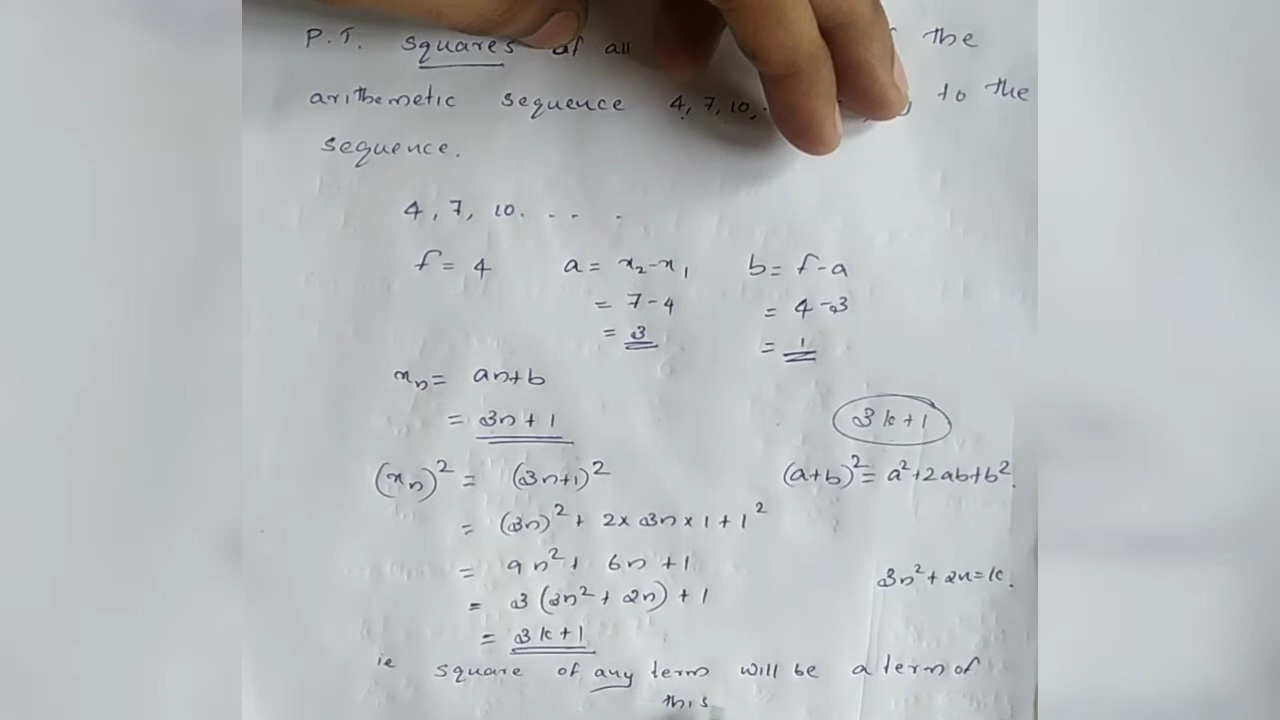 P.T. squares of all the
arithemetic sequence 4, 7, 10, to the
sequence.
4, 7, 10. . . .
f = 4 a = x₂-x₁ b = f-a
= 7-4 = 4-3
= 3 = 1
xₙ = an+b
= 3n+1 3k+1
(xₙ)² = (3n+1)² (a+b)² = a²+2ab+b².
= (3n)² + 2×3n×1+1²
= 9n² + 6n +1
3n²+2n=k.
= 3(3n²+2n)+1
= 3k+1
ie square of any term will be a term of
this